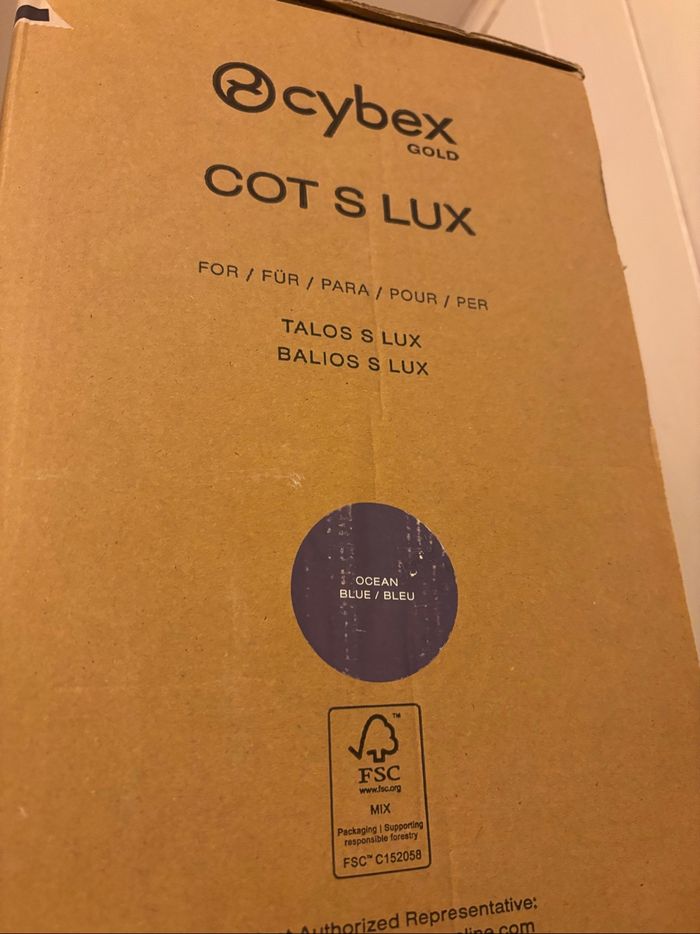 cybex
GOLD
COT S LUX
FOR / FÜR / PARA / POUR / PER
TALOS S LUX
BALIOS S LUX
OCEAN
BLUE / BLEU
™
FSC
www.fsc.org
MIX
Packaging | Supporting
responsible forestry
FSC™ C152058
Authorized Representative: